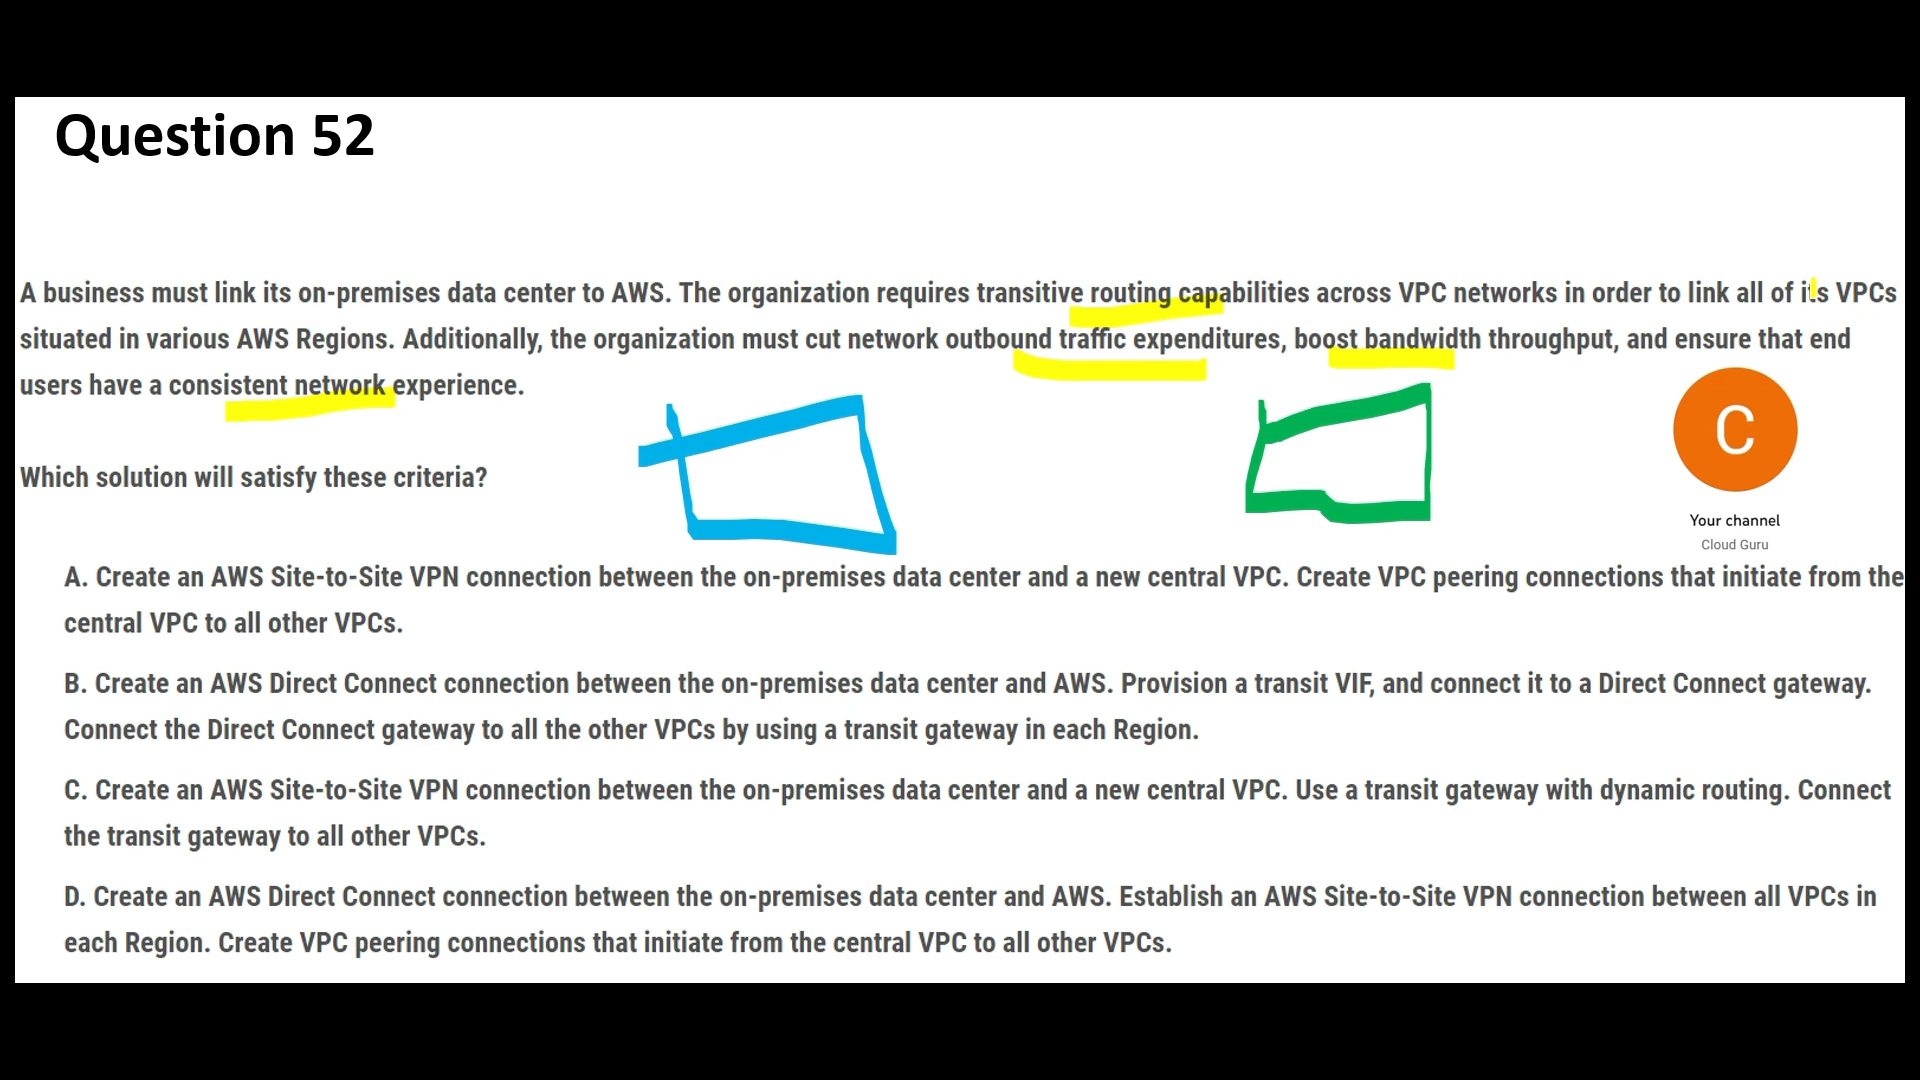 Question 52
A business must link its on-premises data center to AWS. The organization requires transitive routing capabilities across VPC networks in order to link all of its VPCs
situated in various AWS Regions. Additionally, the organization must cut network outbound traffic expenditures, boost bandwidth throughput, and ensure that end
users have a consistent network experience.
Which solution will satisfy these criteria?
C
Your channel
Cloud Guru
A. Create an AWS Site-to-Site VPN connection between the on-premises data center and a new central VPC. Create VPC peering connections that initiate from the
central VPC to all other VPCs.
B. Create an AWS Direct Connect connection between the on-premises data center and AWS. Provision a transit VIF, and connect it to a Direct Connect gateway.
Connect the Direct Connect gateway to all the other VPCs by using a transit gateway in each Region.
C. Create an AWS Site-to-Site VPN connection between the on-premises data center and a new central VPC. Use a transit gateway with dynamic routing. Connect
the transit gateway to all other VPCs.
D. Create an AWS Direct Connect connection between the on-premises data center and AWS. Establish an AWS Site-to-Site VPN connection between all VPCs in
each Region. Create VPC peering connections that initiate from the central VPC to all other VPCs.